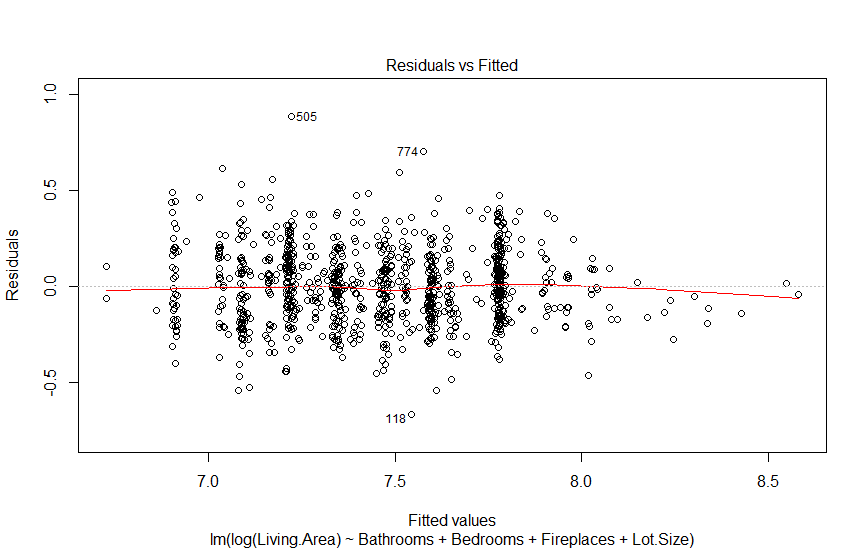 Residuals vs Fitted
1.0
0.5
0.0
-0.5
Residuals
505
774
118
7.0 7.5 8.0 8.5
Fitted values
lm(log(Living.Area) ~ Bathrooms + Bedrooms + Fireplaces + Lot.Size)